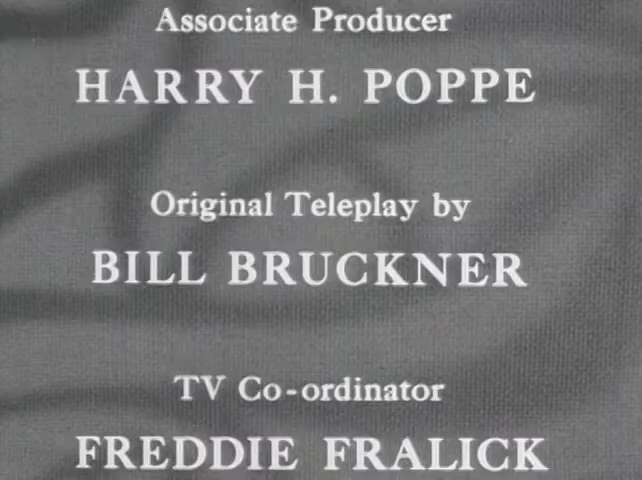 Associate Producer
HARRY H. POPPE
Original Teleplay by
BILL BRUCKNER
TV Co-ordinator
FREDDIE FRALICK